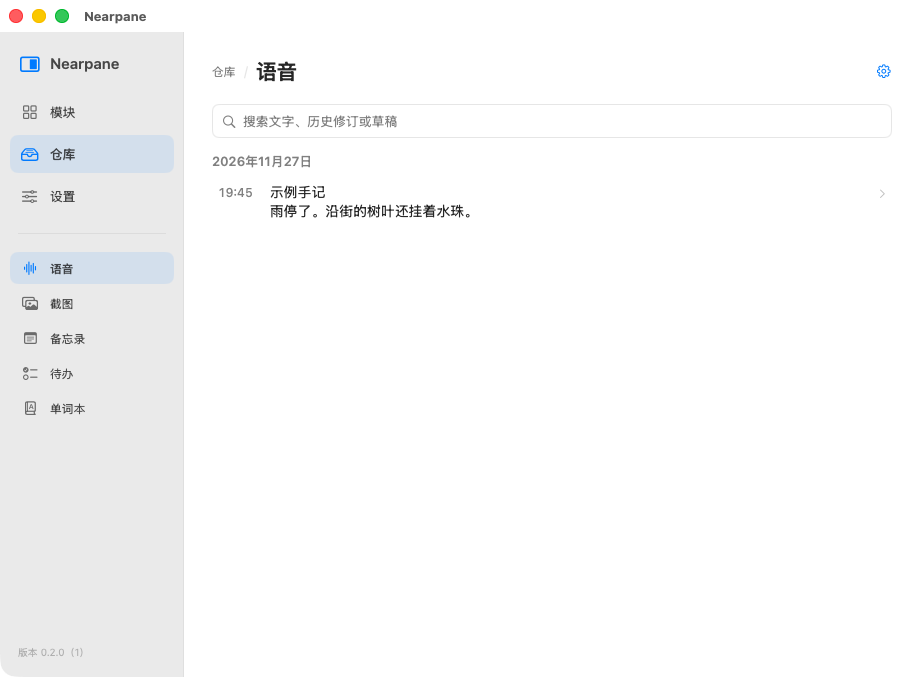 Nearpane
Nearpane
模块
仓库
设置
语音
截图
备忘录
待办
单词本
版本 0.2.0 (1)
仓库 / 语音
搜索文字、历史修订或草稿
2026年11月27日
19:45 示例手记
雨停了。沿街的树叶还挂着水珠。